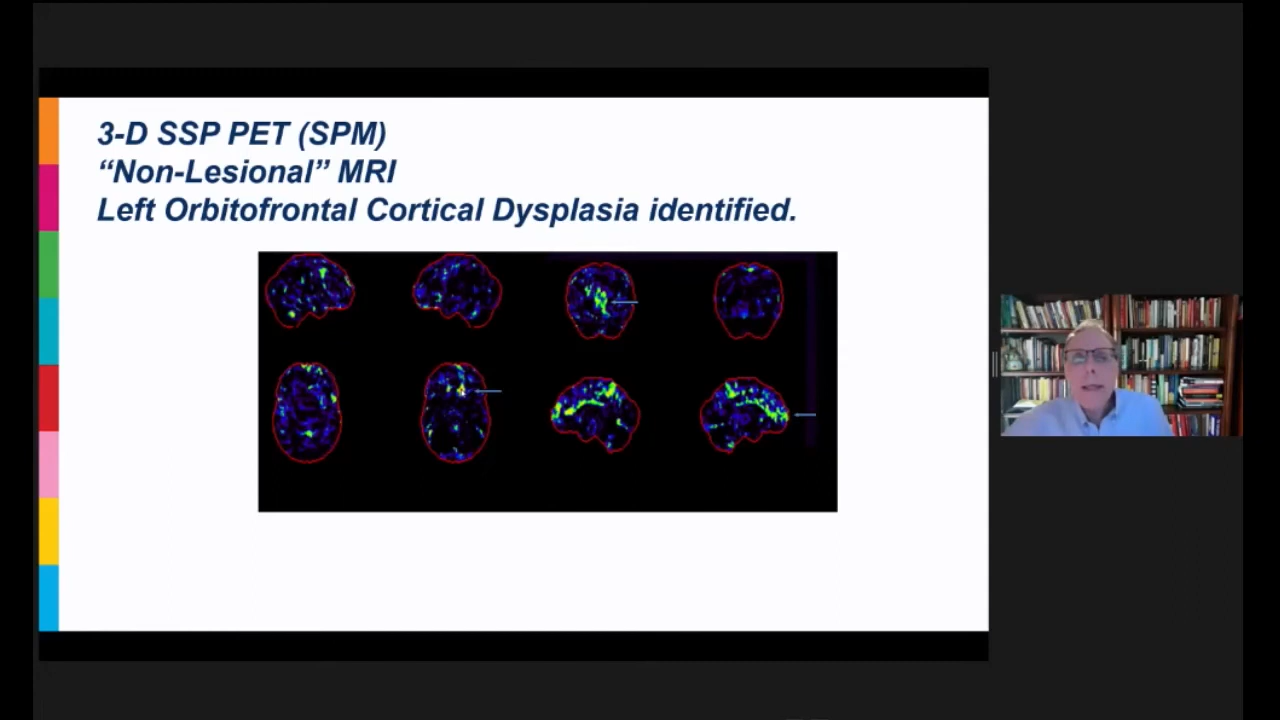 3-D SSP PET (SPM)
“Non-Lesional” MRI
Left Orbitofrontal Cortical Dysplasia identified.